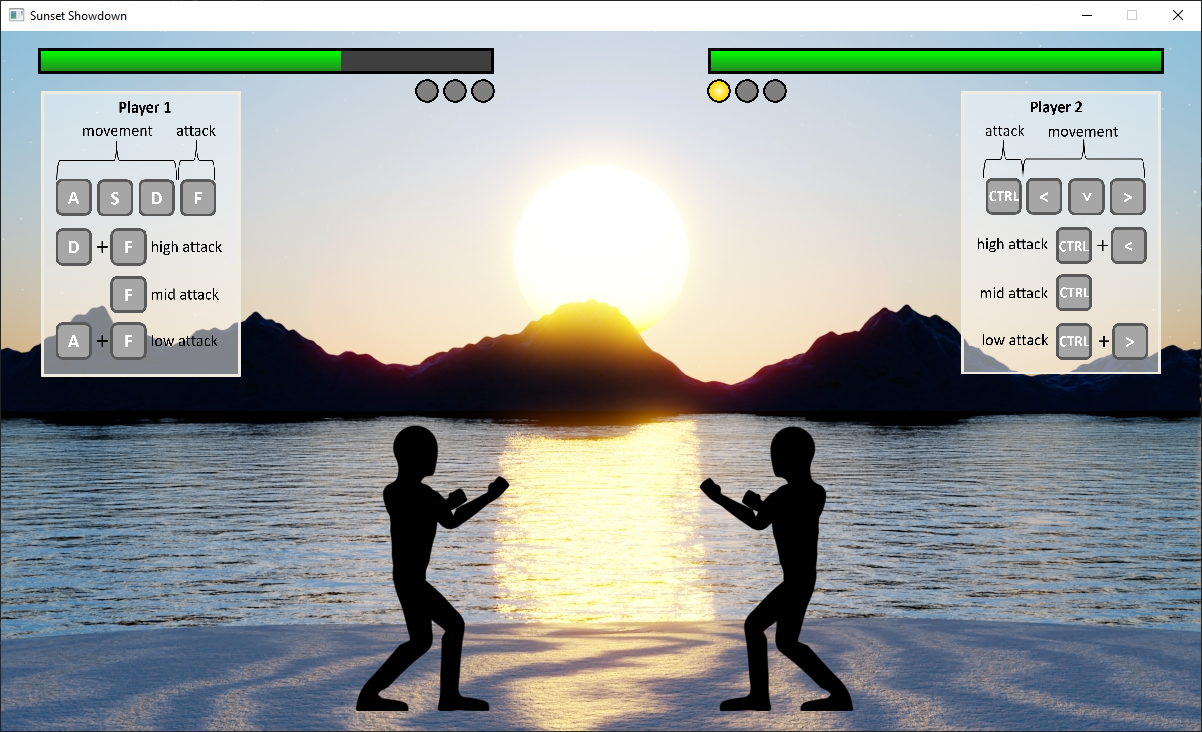 Sunset Showdown
Player 1
movement attack
A S D F
D + F high attack
F mid attack
A + F low attack
Player 2
attack movement
CTRL < v >
high attack CTRL + <
mid attack CTRL
low attack CTRL + >